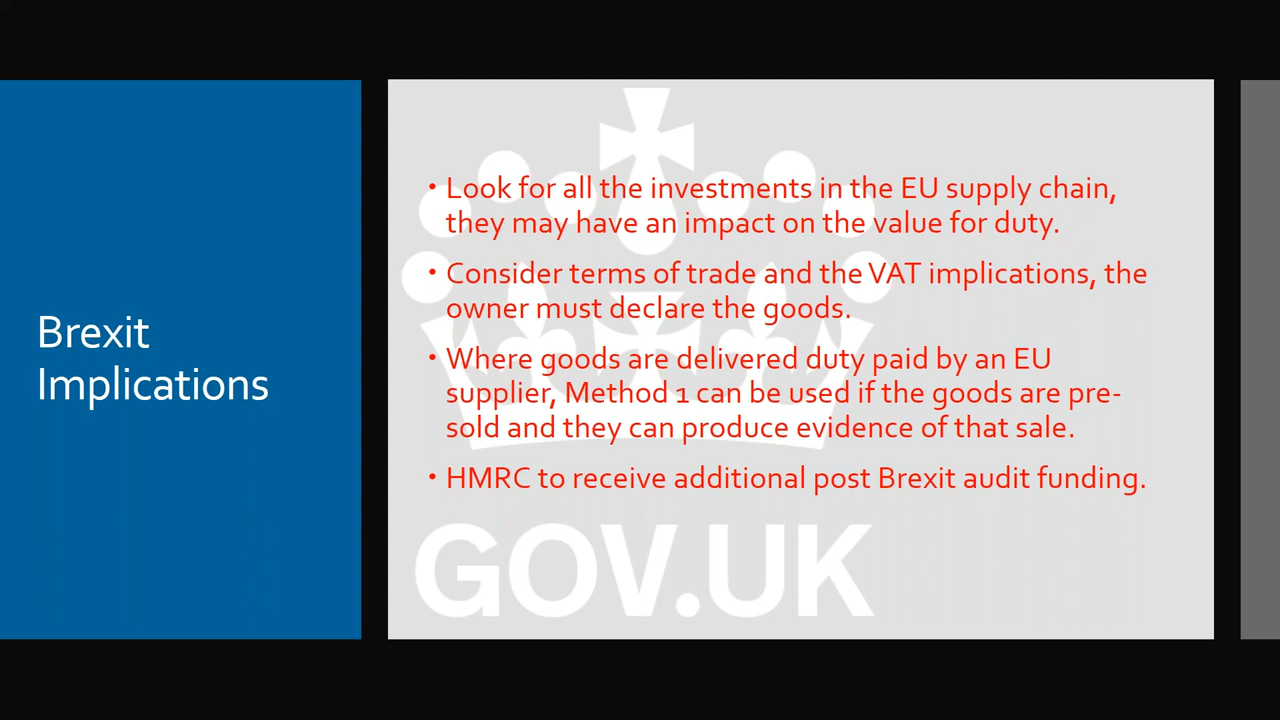 Brexit
Implications
• Look for all the investments in the EU supply chain,
they may have an impact on the value for duty.
• Consider terms of trade and the VAT implications, the
owner must declare the goods.
• Where goods are delivered duty paid by an EU
supplier, Method 1 can be used if the goods are pre-
sold and they can produce evidence of that sale.
• HMRC to receive additional post Brexit audit funding.
GOV.UK